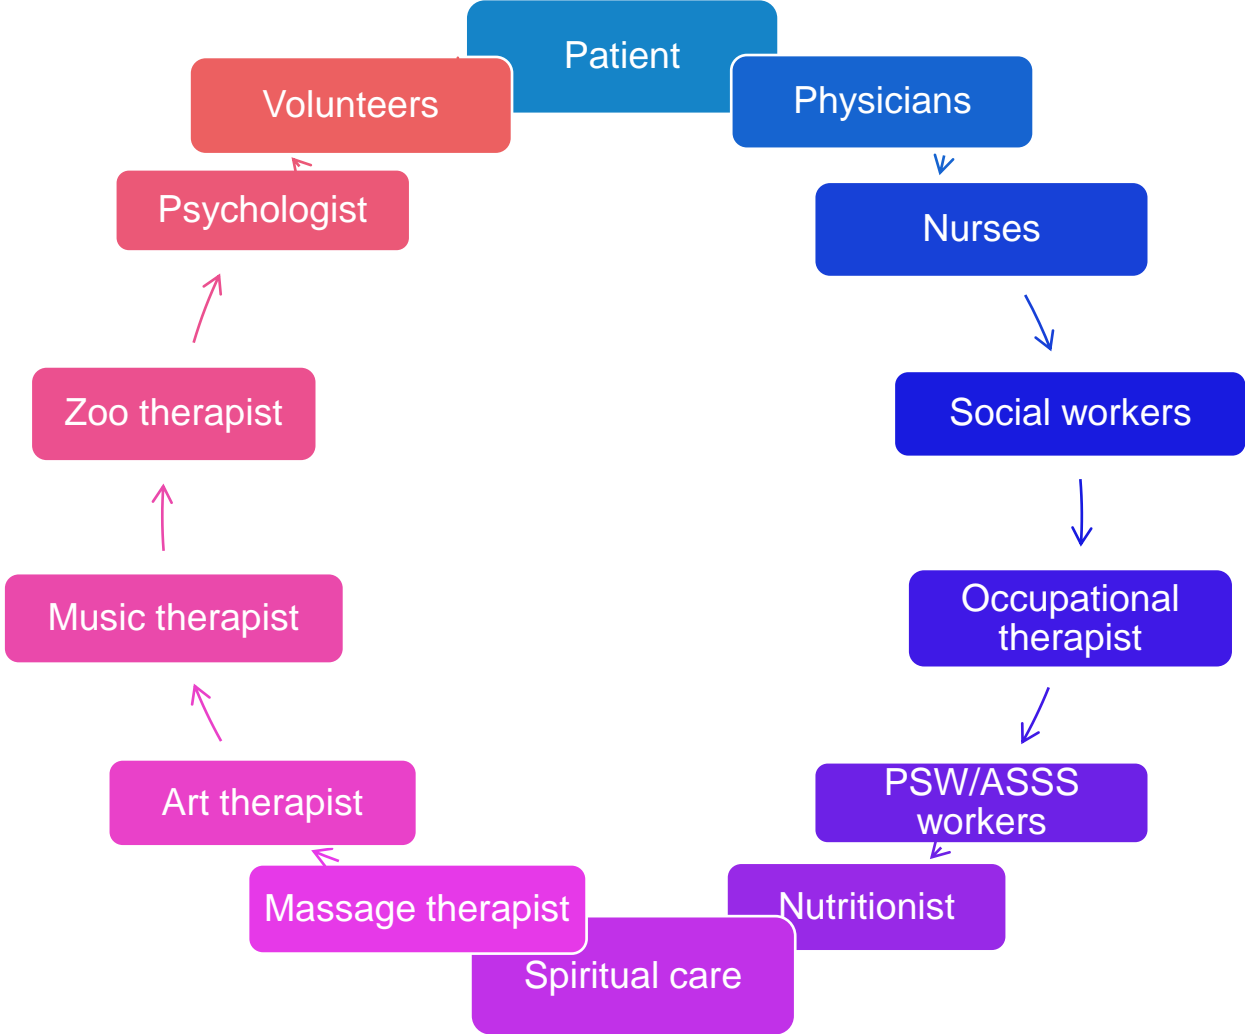 Patient
Physicians
Nurses
Social workers
Occupational
therapist
PSW/ASSS
workers
Nutritionist
Spiritual care
Massage therapist
Art therapist
Music therapist
Zoo therapist
Psychologist
Volunteers